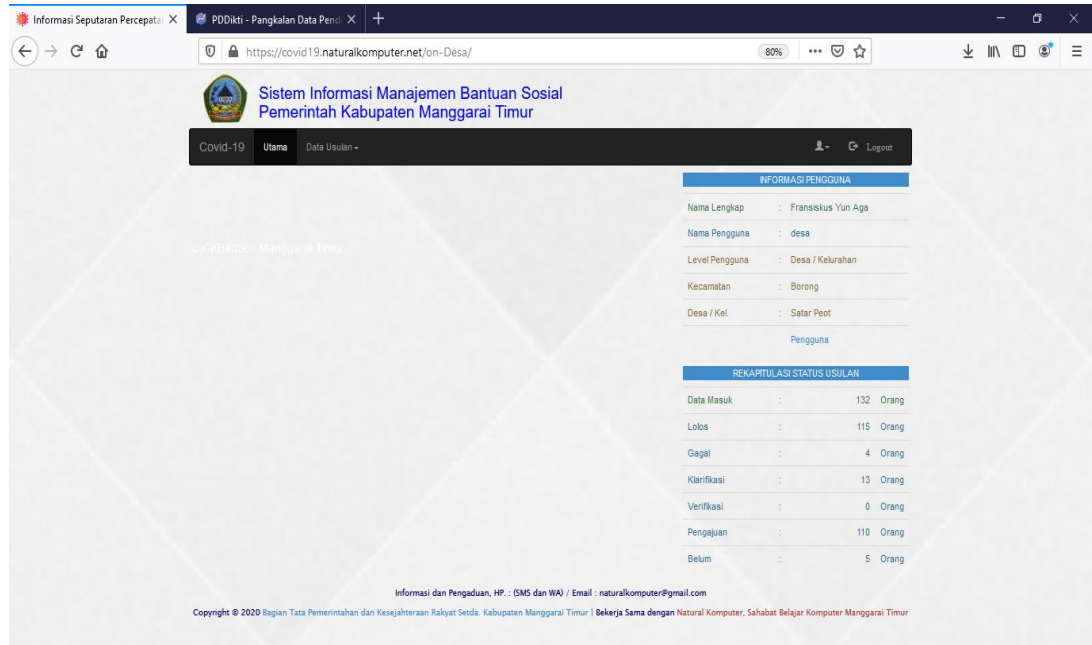 Informasi Seputaran Percepata
PDDikti - Pangkalan Data Pendi
https://covid19.naturalkomputer.net/on-Desa/
80%
Sistem Informasi Manajemen Bantuan Sosial
Pemerintah Kabupaten Manggarai Timur
Covid-19 Utama Data Usulan Logout
INFORMASI PENGGUNA
Nama Lengkap : Fransiskus Yun Aga
Nama Pengguna : desa
Manggarai Timur
Level Pengguna : Desa / Kelurahan
Kecamatan : Borong
Desa / Kel. : Satar Peot
Pengguna
REKAPITULASI STATUS USULAN
Data Masuk : 132 Orang
Lolos : 115 Orang
Gagal : 4 Orang
Klarifikasi : 13 Orang
Verifikasi : 0 Orang
Pengajuan : 110 Orang
Belum : 5 Orang
Informasi dan Pengaduan, HP. : (SMS dan WA) / Email : naturalkomputer@gmail.com
Copyright © 2020 Bagian Tata Pemerintahan dan Kesejahteraan Rakyat Setda. Kabupaten Manggarai Timur | Bekerja Sama dengan Natural Komputer, Sahabat Belajar Komputer Manggarai Timur